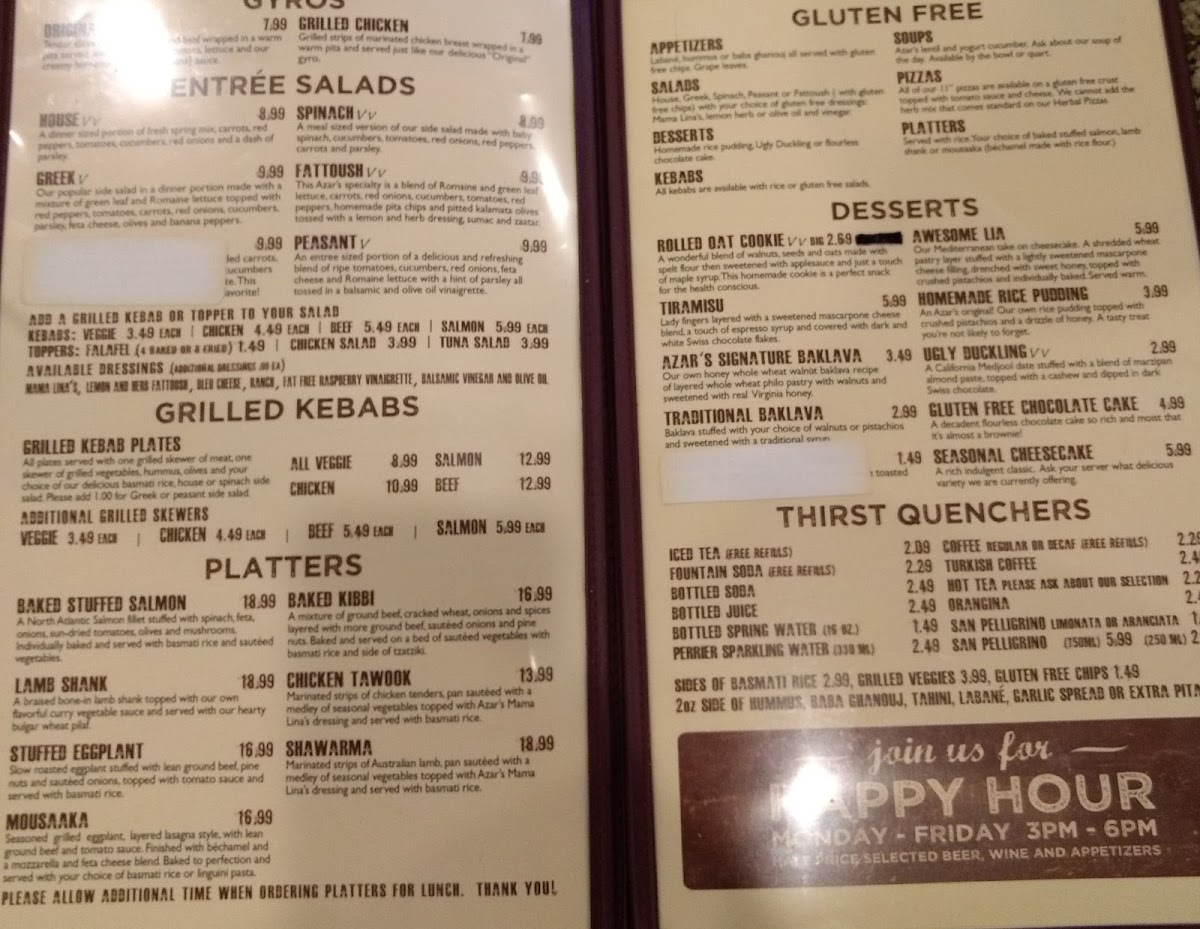 GYROS
ORIGINAL 7.99
beef wrapped in a warm
pita served lettuce and our
creamy sauce.
GRILLED CHICKEN 7.99
Grilled strips of marinated chicken breast wrapped in a
warm pita and served just like our delicious "Original"
gyro.
ENTRÉE SALADS
HOUSE VV 8.99
A dinner sized portion of fresh spring mix, carrots, red
peppers, tomatoes, cucumbers, red onions and a dash of
parsley.
SPINACH VV 8.99
A meal sized version of our side salad made with baby
spinach, cucumbers, tomatoes, red onions, red peppers,
carrots and parsley.
GREEK V 9.99
Our popular side salad in a dinner portion made with a
mixture of green leaf and Romaine lettuce topped with
red peppers, tomatoes, carrots, red onions, cucumbers,
parsley, feta cheese, olives and banana peppers.
FATTOUSH VV 9.9
This Azar's specialty is a blend of Romaine and green leaf
lettuce, carrots, red onions, cucumbers, tomatoes, red
peppers, homemade pita chips and pitted kalamata olives
tossed with a lemon and herb dressing, sumac and zaatar.
9.99
led carrots,
ucumbers
te. This
avorite!
PEASANT V 9.99
An entree sized portion of a delicious and refreshing
blend of ripe tomatoes, cucumbers, red onions, feta
cheese and Romaine lettuce with a hint of parsley all
tossed in a balsamic and olive oil vinaigrette.
ADD A GRILLED KEBAB OR TOPPER TO YOUR SALAD
KEBABS: VEGGIE 3.49 EACH | CHICKEN 4.49 EACH | BEEF 5.49 EACH | SALMON 5.99 EACH
TOPPERS: FALAFEL (4 BAKED OR 8 FRIED) 1.49 | CHICKEN SALAD 3.99 | TUNA SALAD 3.99
AVAILABLE DRESSINGS (ADDITIONAL DRESSINGS .99 EA)
MAMA LINA'S, LEMON AND HERB FATTOUSH, BLEU CHEESE, RANCH, FAT FREE RASPBERRY VINAIGRETTE, BALSAMIC VINEGAR AND OLIVE OIL
GRILLED KEBABS
GRILLED KEBAB PLATES
All plates served with one grilled skewer of meat, one
skewer of grilled vegetables, hummus, olives and your
choice of our delicious basmati rice, house or spinach side
salad. Please add 1.00 for Greek or peasant side salad.
ALL VEGGIE 8.99 SALMON 12.99
CHICKEN 10.99 BEEF 12.99
ADDITIONAL GRILLED SKEWERS
VEGGIE 3.49 EACH | CHICKEN 4.49 EACH | BEEF 5.49 EACH | SALMON 5.99 EACH
PLATTERS
BAKED STUFFED SALMON 18.99
A North Atlantic Salmon fillet stuffed with spinach, feta,
onions, sun-dried tomatoes, olives and mushrooms.
Individually baked and served with basmati rice and sautéed
vegetables.
BAKED KIBBI 16.99
A mixture of ground beef, cracked wheat, onions and spices
layered with more ground beef, sautéed onions and pine
nuts. Baked and served on a bed of sautéed vegetables with
basmati rice and side of tzatziki.
LAMB SHANK 18.99
A braised bone-in lamb shank topped with our own
flavorful curry vegetable sauce and served with our hearty
bulgar wheat pilaf.
CHICKEN TAWOOK 13.99
Marinated strips of chicken tenders, pan sautéed with a
medley of seasonal vegetables topped with Azar's Mama
Lina's dressing and served with basmati rice.
STUFFED EGGPLANT 16.99
Slow roasted eggplant stuffed with lean ground beef, pine
nuts and sautéed onions, topped with tomato sauce and
served with basmati rice.
SHAWARMA 18.99
Marinated strips of Australian lamb, pan sautéed with a
medley of seasonal vegetables topped with Azar's Mama
Lina's dressing and served with basmati rice.
MOUSAAKA 16.99
Seasoned grilled eggplant, layered lasagna style, with lean
ground beef and tomato sauce. Finished with béchamel and
a mozzarella and feta cheese blend. Baked to perfection and
served with your choice of basmati rice or linguini pasta.
PLEASE ALLOW ADDITIONAL TIME WHEN ORDERING PLATTERS FOR LUNCH. THANK YOU!
GLUTEN FREE
APPETIZERS
Labané, hummus or baba ghanouj all served with gluten
free chips. Grape leaves.
SALADS
House, Greek, Spinach, Peasant or Fattoush ( with gluten
free chips) with your choice of gluten free dressings:
Mama Lina's, lemon herb or olive oil and vinegar.
DESSERTS
Homemade rice pudding, Ugly Duckling or flourless
chocolate cake.
KEBABS
All kebabs are available with rice or gluten free salads.
SOUPS
Azar's lentil and yogurt cucumber. Ask about our soup of
the day. Available by the bowl or quart.
PIZZAS
All of our 11" pizzas are available on a gluten free crust
topped with tomato sauce and cheese. We cannot add the
herb mix that comes standard on our Herbal Pizza.
PLATTERS
Served with rice. Your choice of baked stuffed salmon, lamb
shank or mousaaka (béchamel made with rice flour.)
DESSERTS
ROLLED OAT COOKIE VV BIG 2.69
A wonderful blend of walnuts, seeds and oats made with
spelt flour then sweetened with applesauce and just a touch
of maple syrup. This homemade cookie is a perfect snack
for the health conscious.
AWESOME LIA 5.99
Our Mediterranean take on cheesecake. A shredded wheat
pastry layer stuffed with a lightly sweetened mascarpone
cheese filling, drenched with sweet honey, topped with
crushed pistachios and individually baked. Served warm.
TIRAMISU 5.99
Lady fingers layered with a sweetened mascarpone cheese
blend, a touch of espresso syrup and covered with dark and
white Swiss chocolate flakes.
HOMEMADE RICE PUDDING 3.99
An Azar's original! Our own rice pudding topped with
crushed pistachios and a drizzle of honey. A tasty treat
you're not likely to forget.
AZAR'S SIGNATURE BAKLAVA 3.49
Our own honey whole wheat walnut baklava recipe
of layered whole wheat philo pastry with walnuts and
sweetened with real Virginia honey.
UGLY DUCKLING VV 2.99
A California Medjool date stuffed with a blend of marzipan
almond paste, topped with a cashew and dipped in dark
Swiss chocolate.
TRADITIONAL BAKLAVA 2.99
Baklava stuffed with your choice of walnuts or pistachios
and sweetened with a traditional syrup
GLUTEN FREE CHOCOLATE CAKE 4.99
A decadent flourless chocolate cake so rich and moist that
it's almost a brownie!
1.49
toasted
SEASONAL CHEESECAKE 5.99
A rich indulgent classic. Ask your server what delicious
variety we are currently offering.
THIRST QUENCHERS
ICED TEA (FREE REFILLS) 2.09
FOUNTAIN SODA (FREE REFILLS) 2.29
BOTTLED SODA 2.49
BOTTLED JUICE 2.49
BOTTLED SPRING WATER (16 OZ.) 1.49
PERRIER SPARKLING WATER (330 ML) 2.49
COFFEE REGULAR OR DECAF (FREE REFILLS) 2.29
TURKISH COFFEE 2.4
HOT TEA PLEASE ASK ABOUT OUR SELECTION 2.2
ORANGINA 2.
SAN PELLIGRINO LIMONATA OR ARANCIATA 1.
SAN PELLIGRINO (750ML) 5.99 (250 ML) 2.
SIDES OF BASMATI RICE 2.99, GRILLED VEGGIES 3.99, GLUTEN FREE CHIPS 1.49
2OZ SIDE OF HUMMUS, BABA GHANOUJ, TAHINI, LABANÉ, GARLIC SPREAD OR EXTRA PITA
join us for
HAPPY HOUR
MONDAY - FRIDAY 3PM - 6PM
HALF PRICE SELECTED BEER, WINE AND APPETIZERS